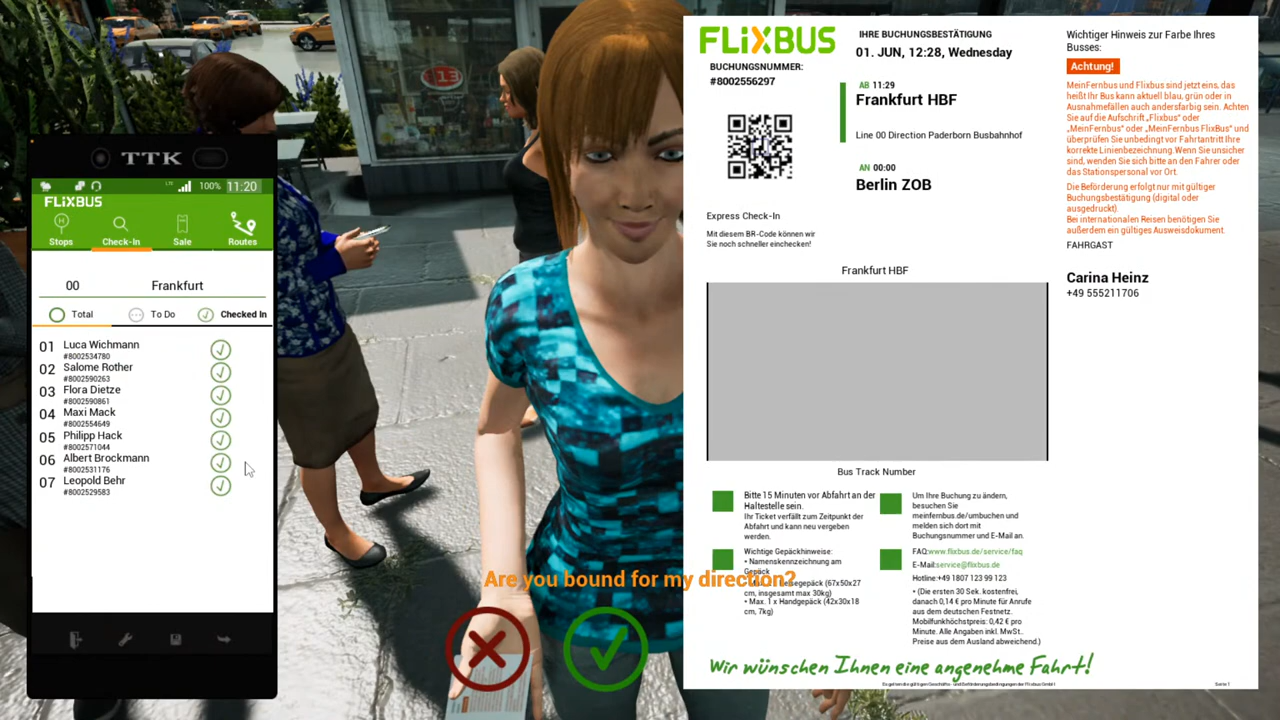 TTK
LTE 100% 11:20
FLiXBUS
Stops Check-In Sale Routes
00 Frankfurt
Total To Do Checked In
01 Luca Wichmann
#8002534780
02 Salome Rother
#8002590263
03 Flora Dietze
#8002590861
04 Maxi Mack
#8002554649
05 Philipp Hack
#8002571044
06 Albert Brockmann
#8002531176
07 Leopold Behr
#8002529583
13
Are you bound for my direction?
FLiXBUS
BUCHUNGSNUMMER:
#8002556297
IHRE BUCHUNGSBESTÄTIGUNG
01. JUN, 12:28, Wednesday
AB 11:29
Frankfurt HBF
Line 00 Direction Paderborn Busbahnhof
AN 00:00
Berlin ZOB
Express Check-In
Mit diesem BR-Code können wir
Sie noch schneller einchecken!
Frankfurt HBF
Bus Track Number
Bitte 15 Minuten vor Abfahrt an der
Haltestelle sein.
Ihr Ticket verfällt zum Zeitpunkt der
Abfahrt und kann neu vergeben
werden.
Wichtige Gepäckhinweise:
• Namenskennzeichnung am
Gepäck
(67x50x27
cm, insgesamt max 30kg)
• Max. 1 x Handgepäck (42x30x18
cm, 7kg)
Um Ihre Buchung zu ändern,
besuchen Sie
meinfernbus.de/umbuchen und
melden sich dort mit
Buchungsnummer und E-Mail an.
FAQ:www.flixbus.de/service/faq
E-Mail:service@flixbus.de
Hotline:+49 1807 123 99 123
• (Die ersten 30 Sek. kostenfrei,
danach 0,14 € pro Minute für Anrufe
aus dem deutschen Festnetz.
Mobilfunkhöchstpreis: 0,42 € pro
Minute. Alle Angaben inkl. MwSt..
Preise aus dem Ausland abweichend.)
Wir wünschen Ihnen eine angenehme Fahrt!
Es gelten die gültigen Geschäfts- und Beförderungsbedingungen der Flixbus GmbH
Seite 1
Wichtiger Hinweis zur Farbe Ihres
Busses:
Achtung!
MeinFernbus und Flixbus sind jetzt eins, das
heißt Ihr Bus kann aktuell blau, grün oder in
Ausnahmefällen auch andersfarbig sein. Achten
Sie auf die Aufschrift „Flixbus" oder
„MeinFernbus" oder „MeinFernbus FlixBus" und
überprüfen Sie unbedingt vor Fahrtantritt Ihre
korrekte Linienbezeichnung.Wenn Sie unsicher
sind, wenden Sie sich bitte an den Fahrer oder
das Stationspersonal vor Ort.
Die Beförderung erfolgt nur mit gültiger
Buchungsbestätigung (digital oder
ausgedruckt).
Bei internationalen Reisen benötigen Sie
außerdem ein gültiges Ausweisdokument.
FAHRGAST
Carina Heinz
+49 555211706